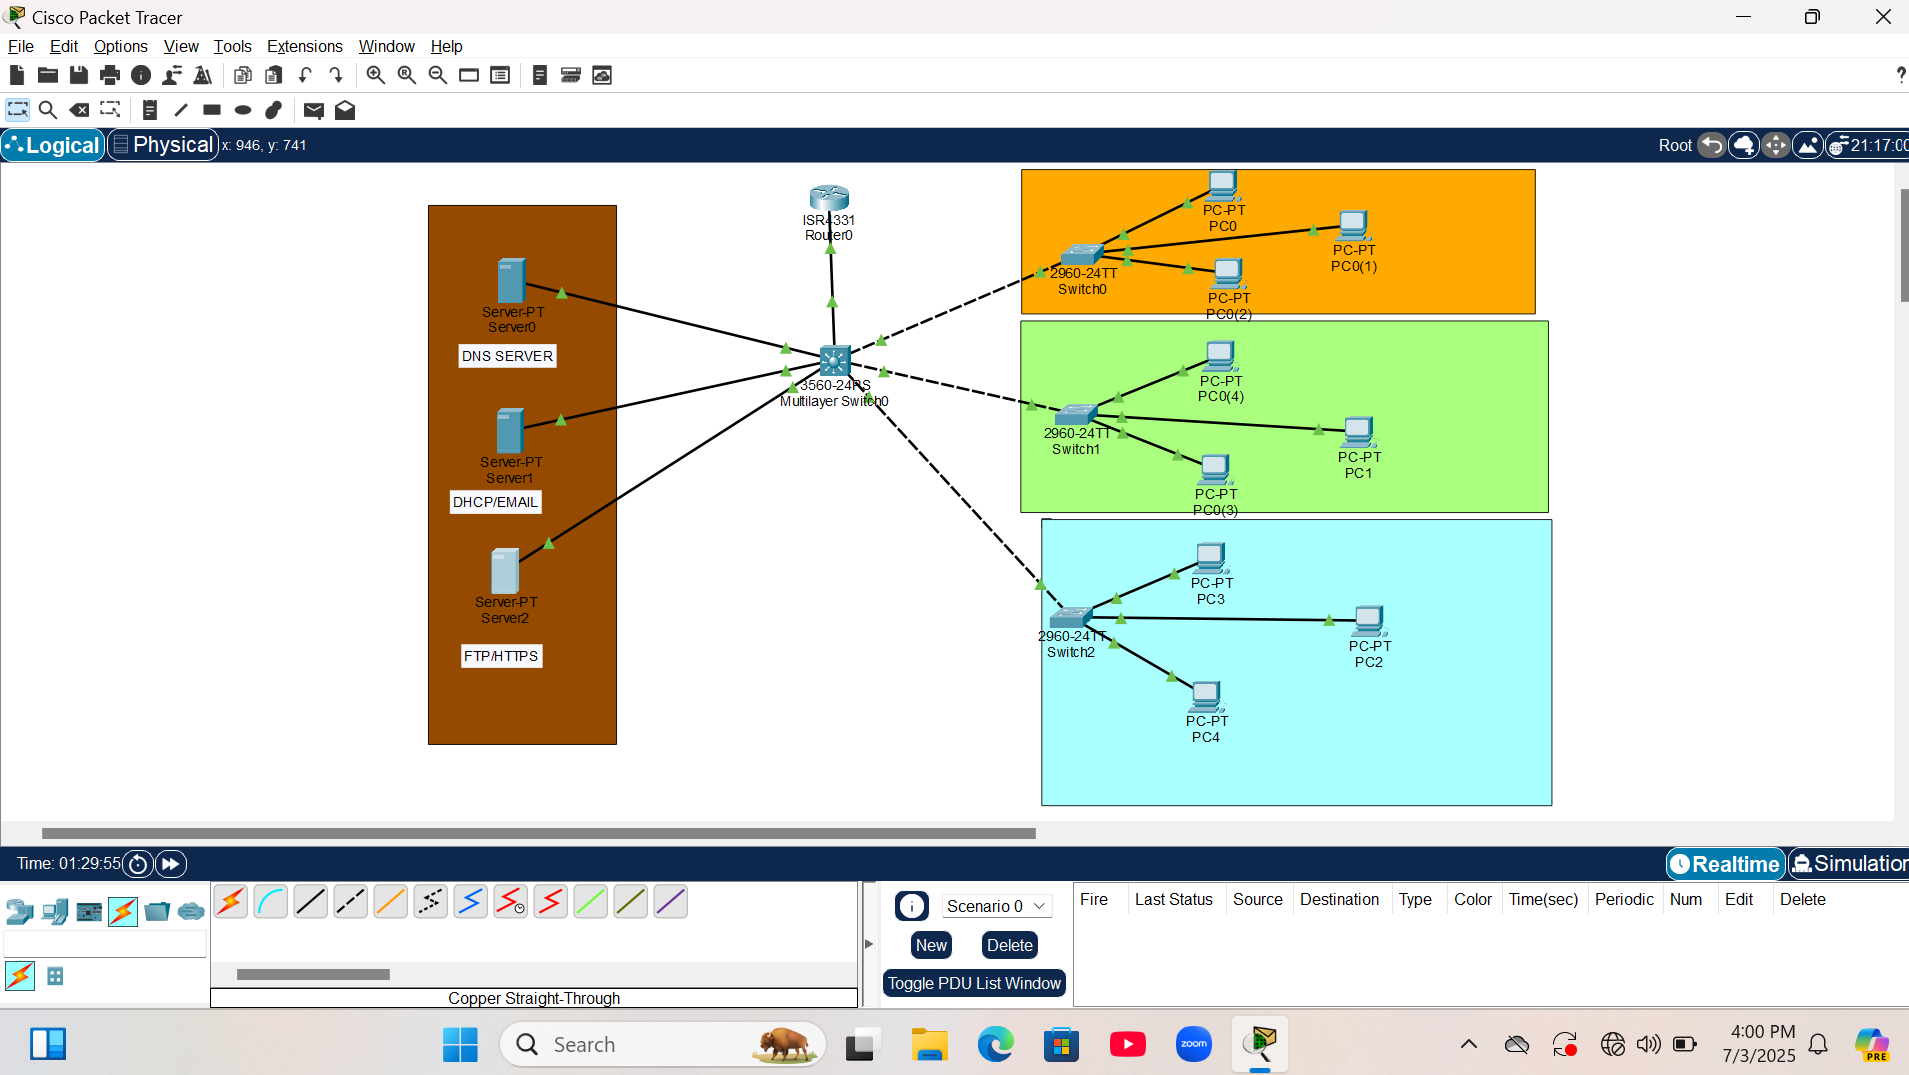 Cisco Packet Tracer
File Edit Options View Tools Extensions Window Help
?
Logical Physical x: 946, y: 741 Root 21:17:00
ISR4331
Router0
PC-PT
PC0
PC-PT
PC0(1)
2960-24TT
Switch0
PC-PT
PC0(2)
Server-PT
Server0
DNS SERVER
3560-24PS
Multilayer Switch0
PC-PT
PC0(4)
2960-24TT
Switch1
PC-PT
PC1
PC-PT
PC0(3)
Server-PT
Server1
DHCP/EMAIL
PC-PT
PC3
Server-PT
Server2
2960-24TT
Switch2
PC-PT
PC2
FTP/HTTPS
PC-PT
PC4
Time: 01:29:55 Realtime Simulation
Scenario 0
New Delete
Toggle PDU List Window
Fire Last Status Source Destination Type Color Time(sec) Periodic Num Edit Delete
Copper Straight-Through
Search
zoom
4:00 PM
7/3/2025
PRE